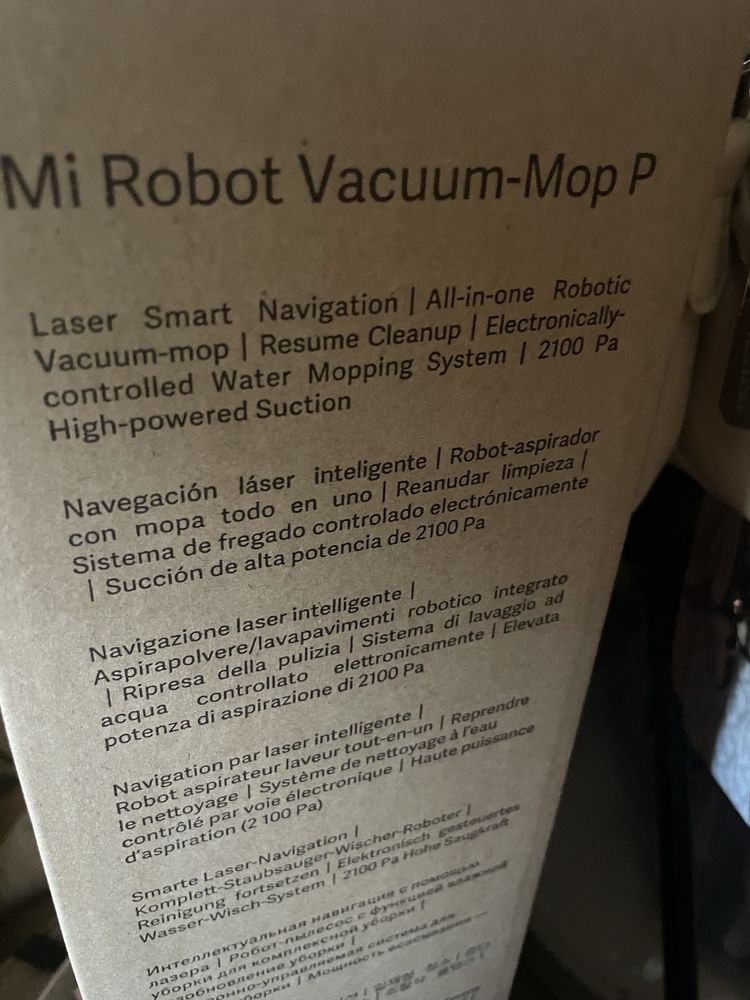 Mi Robot Vacuum-Mop P
Laser Smart Navigation | All-in-one Robotic
Vacuum-mop | Resume Cleanup | Electronically-
controlled Water Mopping System | 2100 Pa
High-powered Suction
Navegación láser inteligente | Robot-aspirador
con mopa todo en uno | Reanudar limpieza |
Sistema de fregado controlado electrónicamente
| Succión de alta potencia de 2100 Pa
Navigazione laser intelligente |
Aspirapolvere/lavapavimenti robotico integrato
| Ripresa della pulizia | Sistema di lavaggio ad
acqua controllato elettronicamente | Elevata
potenza di aspirazione di 2100 Pa
Navigation par laser intelligente |
Robot aspirateur laveur tout-en-un | Reprendre
le nettoyage | Système de nettoyage à l'eau
contrôlé par voie électronique | Haute puissance
d'aspiration (2 100 Pa)
Smarte Laser-Navigation |
Komplett-Staubsauger-Wischer-Roboter |
Reinigung fortsetzen | Elektronisch gesteuertes
Wasser-Wisch-System | 2100 Pa Hohe Saugkraft
Интеллектуальная навигация с помощью
лазера | Робот-пылесос с функцией влажной
уборки для комплексной уборки |
уборки |
система для
уборки | Мощность всасывания —